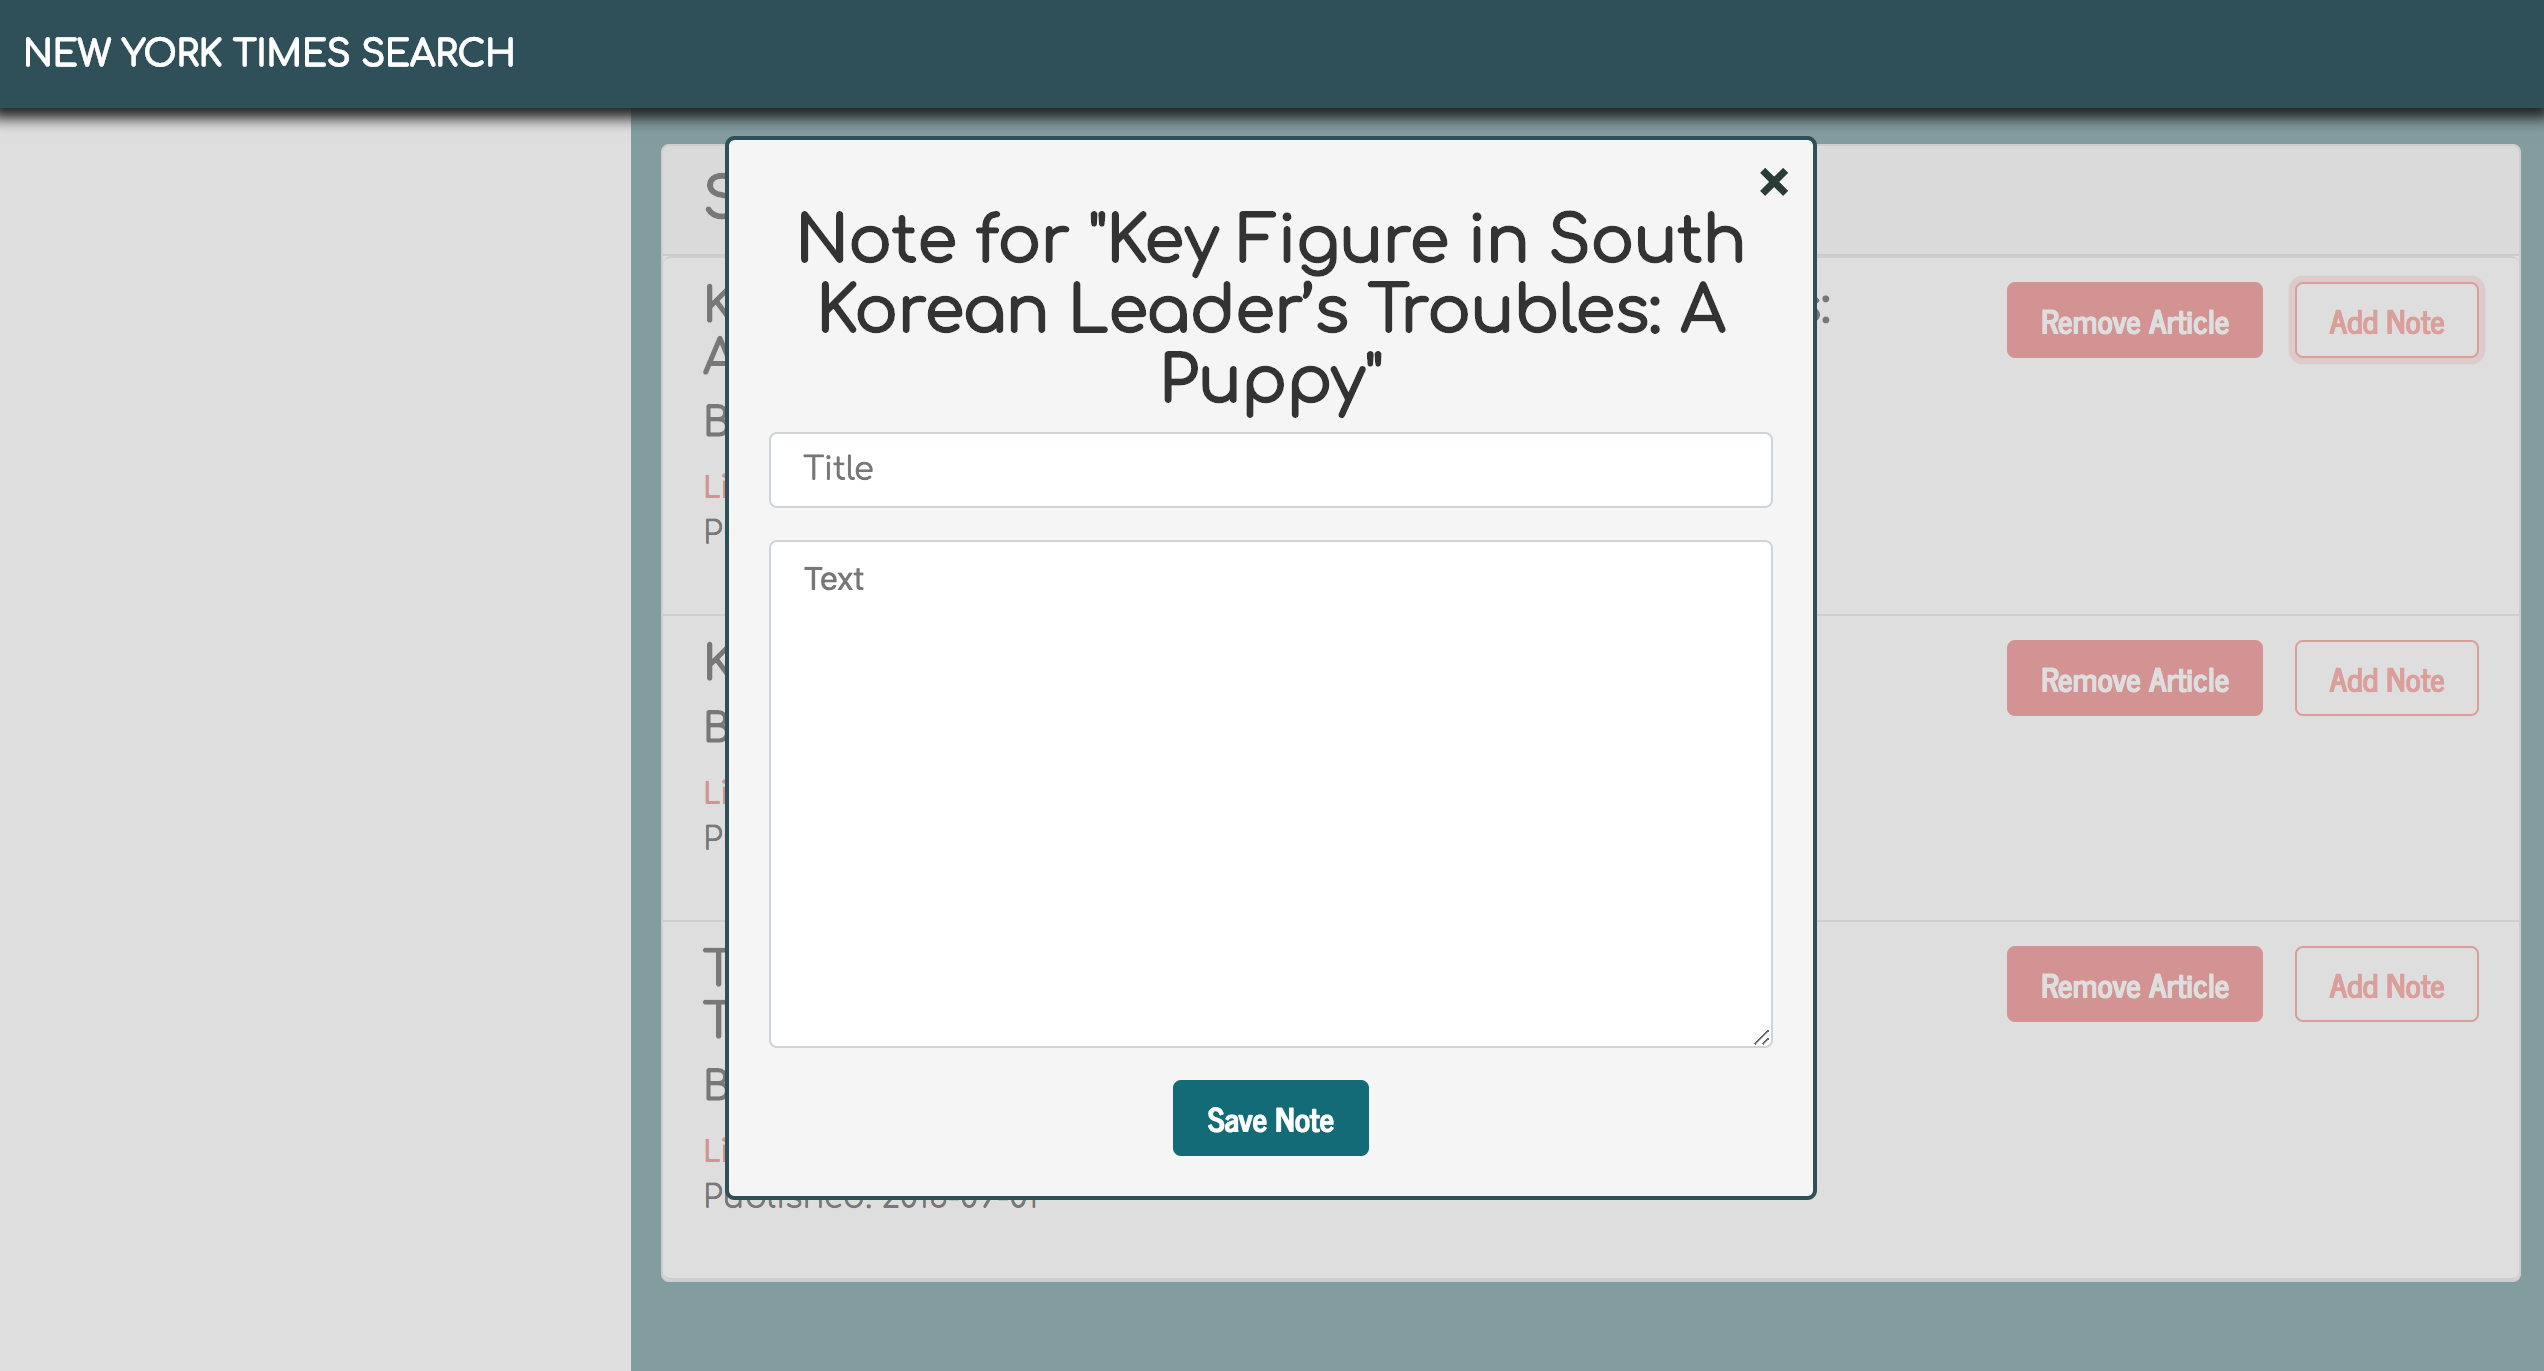 NEW YORK TIMES SEARCH
Note for "Key Figure in South
Korean Leader’s Troubles: A
Puppy"
Title
Text
Save Note
Remove Article
Add Note
Remove Article
Add Note
Remove Article
Add Note